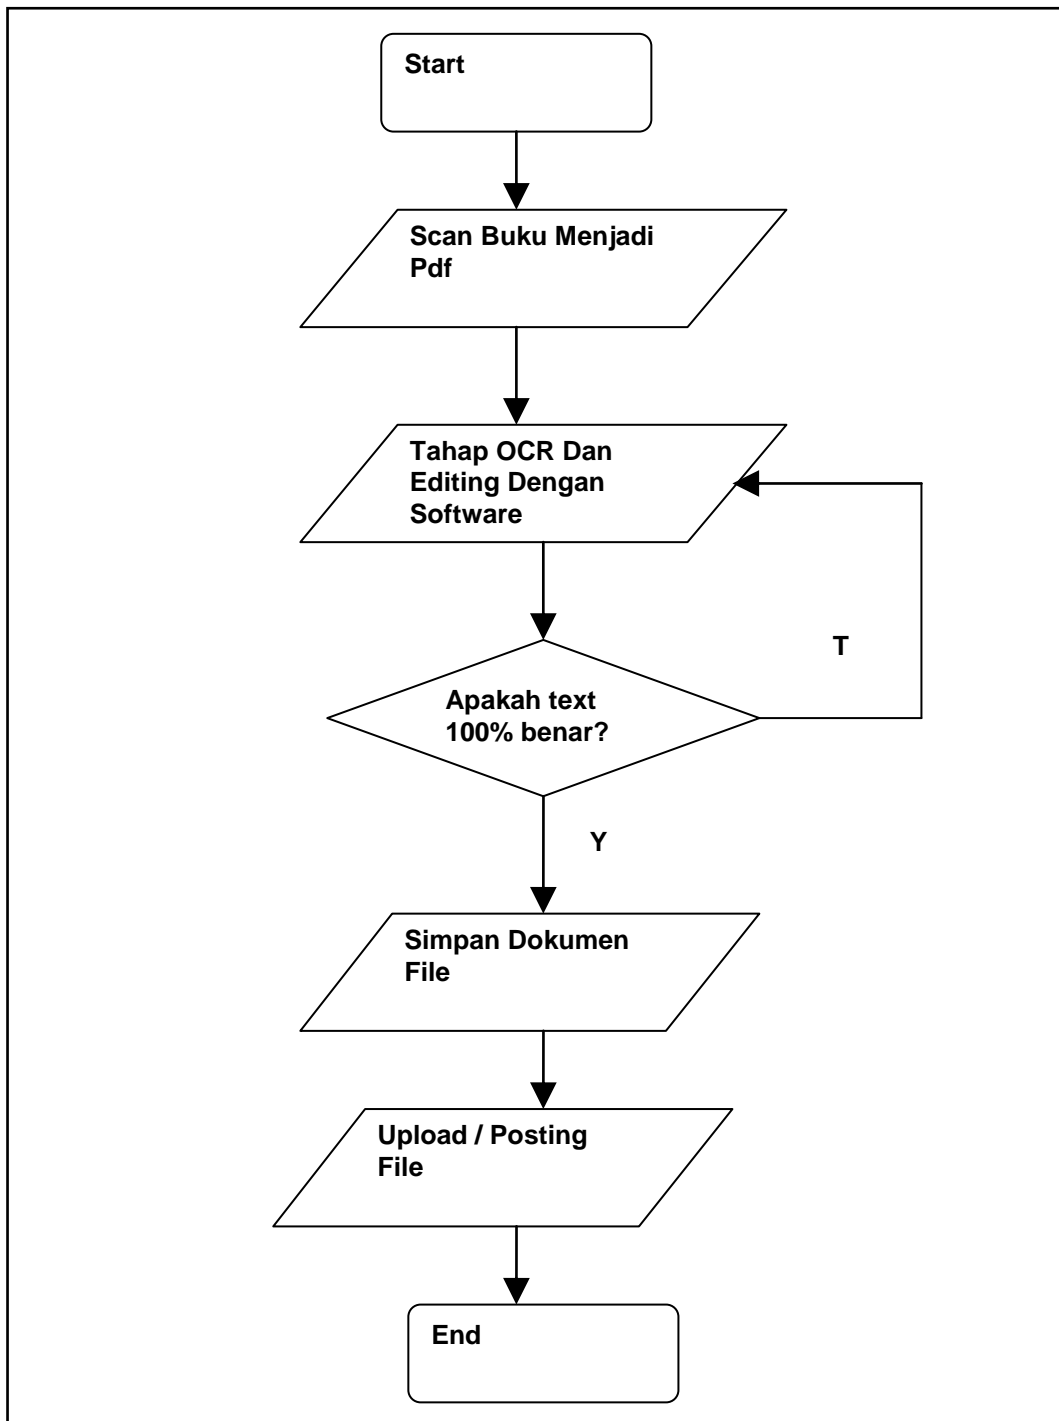 Start
Scan Buku Menjadi
Pdf
Tahap OCR Dan
Editing Dengan
Software
T
Apakah text
100% benar?
Y
Simpan Dokumen
File
Upload / Posting
File
End